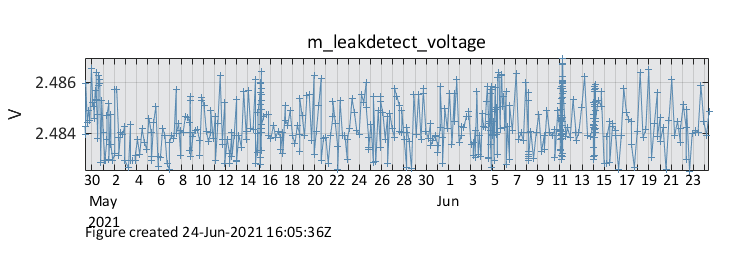 m_leakdetect_voltage
2.486
2.484
V
30 2 4 6 8 10 12 14 16 18 20 22 24 26 28 30 1 3 5 7 9 11 13 15 17 19 21 23
May Jun
2021
Figure created 24-Jun-2021 16:05:36Z